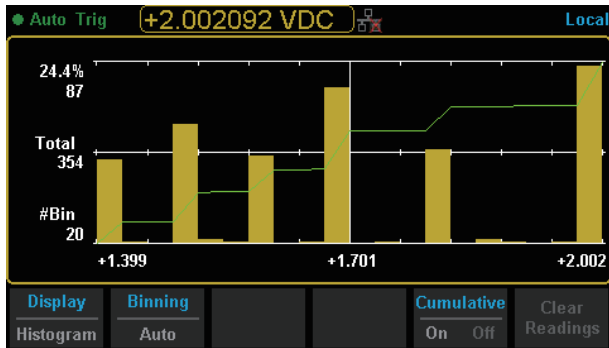 Auto Trig +2.002092 VDC Local
24.4%
87
Total
354
#Bin
20
+1.399 +1.701 +2.002
Display Binning Cumulative Clear
Histogram Auto On Off Readings